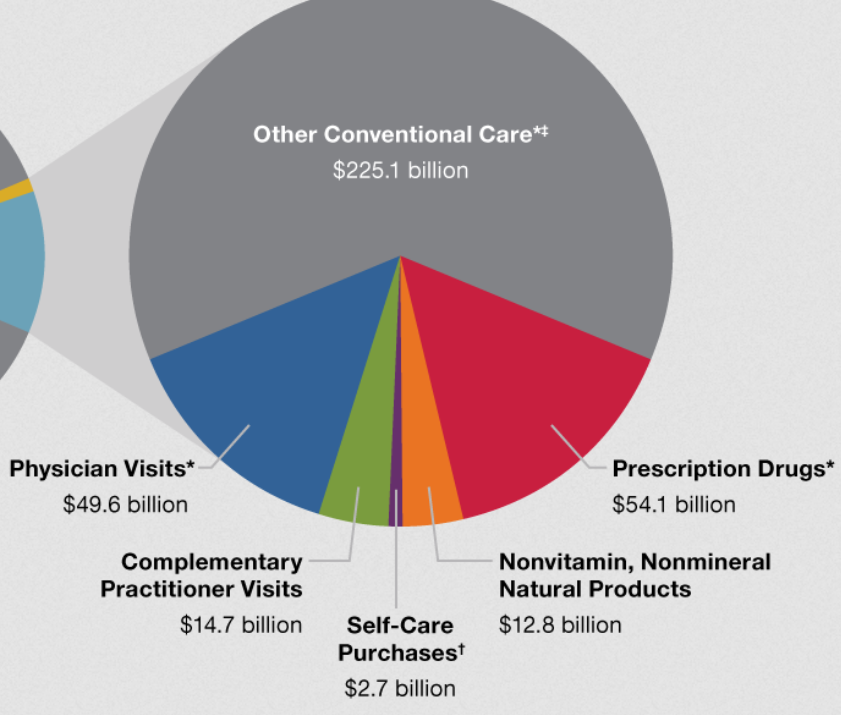 Other Conventional Care*‡
$225.1 billion
Physician Visits*
$49.6 billion
Prescription Drugs*
$54.1 billion
Complementary
Practitioner Visits
$14.7 billion
Self-Care
Purchases†
$2.7 billion
Nonvitamin, Nonmineral
Natural Products
$12.8 billion